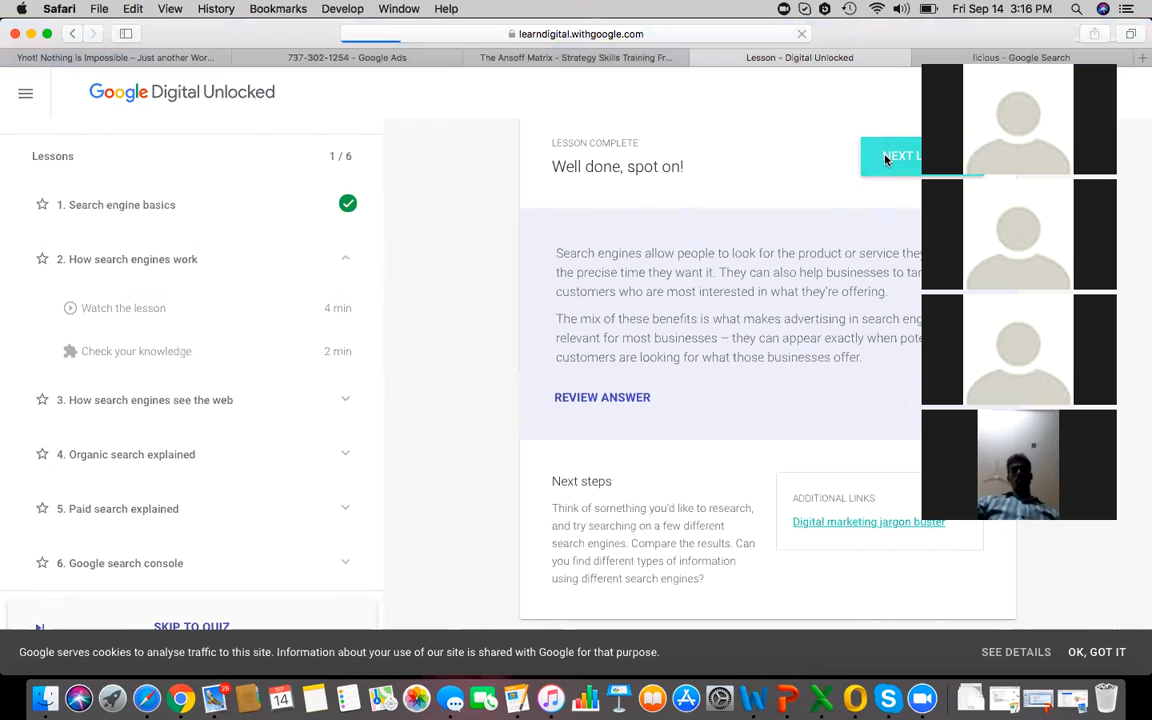 Safari File Edit View History Bookmarks Develop Window Help Fri Sep 14 3:16 PM
learndigital.withgoogle.com
Ynot! Nothing is Impossible – Just another Wor... 737-302-1254 - Google Ads The Ansoff Matrix - Strategy Skills Training Fr... Lesson - Digital Unlocked licious - Google Search
Google Digital Unlocked
Lessons 1 / 6
1. Search engine basics
2. How search engines work
Watch the lesson 4 min
Check your knowledge 2 min
3. How search engines see the web
4. Organic search explained
5. Paid search explained
6. Google search console
SKIP TO QUIZ
LESSON COMPLETE
Well done, spot on!
NEXT L
Search engines allow people to look for the product or service they
the precise time they want it. They can also help businesses to tar
customers who are most interested in what they're offering.
The mix of these benefits is what makes advertising in search eng
relevant for most businesses – they can appear exactly when pote
customers are looking for what those businesses offer.
REVIEW ANSWER
Next steps
Think of something you'd like to research,
and try searching on a few different
search engines. Compare the results. Can
you find different types of information
using different search engines?
ADDITIONAL LINKS
Digital marketing jargon buster
Google serves cookies to analyse traffic to this site. Information about your use of our site is shared with Google for that purpose. SEE DETAILS OK, GOT IT